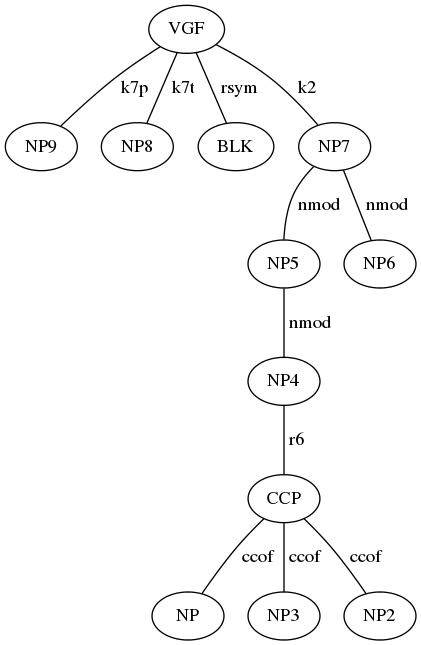 VGF
k7p k7t rsym k2
NP9 NP8 BLK NP7
nmod nmod
NP5 NP6
nmod
NP4
r6
CCP
ccof ccof ccof
NP NP3 NP2